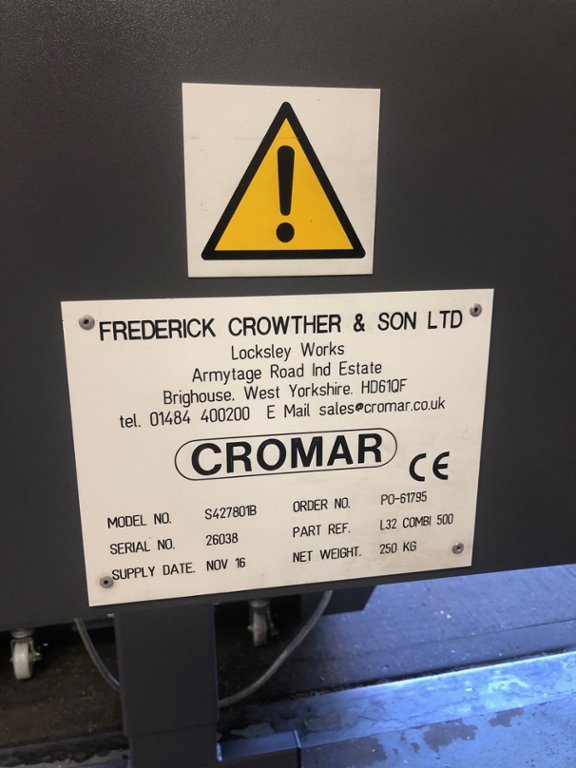 FREDERICK CROWTHER & SON LTD
Locksley Works
Armytage Road Ind Estate
Brighouse, West Yorkshire. HD61QF
tel. 01484 400200 E Mail sales@cromar.co.uk
CROMAR
CE
MODEL NO. S427801B ORDER NO. PO-61795
SERIAL NO. 26038 PART REF. L32 COMBI 500
SUPPLY DATE. NOV 16 NET WEIGHT. 250 KG